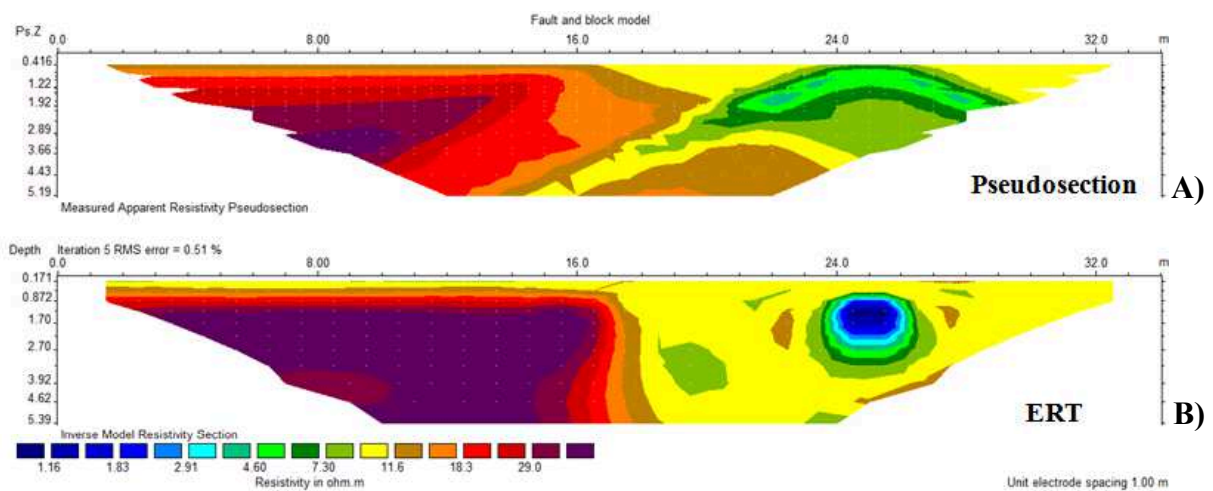 Fault and block model
Ps.Z 0.0 8.00 16.0 24.0 32.0 m
0.416
1.22
1.92
2.89
3.66
4.43
5.19
Pseudosection
A)
Measured Apparent Resistivity Pseudosection
Depth Iteration 5 RMS error = 0.51 %
0.0 8.00 16.0 24.0 32.0 m
0.171
0.872
1.70
2.70
3.92
4.62
5.39
ERT
B)
Inverse Model Resistivity Section
1.16 1.83 2.91 4.60 7.30 11.6 18.3 29.0
Resistivity in ohm.m
Unit electrode spacing 1.00 m